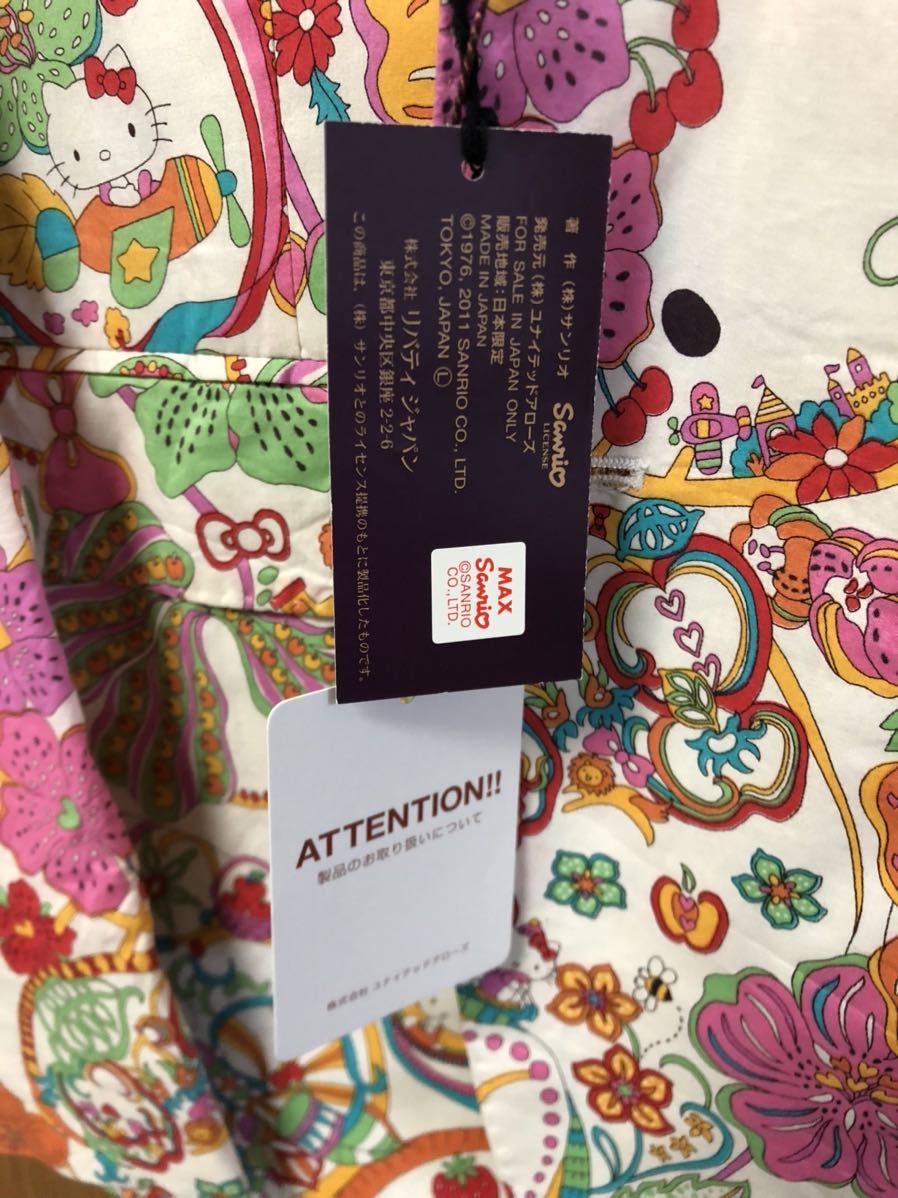 著 作 (株)サンリオ
Sanrio
LICENSE
発売元 (株)ユナイテッドアローズ
FOR SALE IN JAPAN ONLY
販売地域:日本限定
MADE IN JAPAN
©1976, 2011 SANRIO CO., LTD.
TOKYO, JAPAN Ⓛ
株式会社 リバティ ジャパン
東京都中央区銀座 2-2-6
この商品は、(株) サンリオとのライセンス提携のもとに製品化したものです。
MAX
Sanrio
©SANRIO
CO.,LTD.
ATTENTION!!
製品のお取り扱いについて
株式会社 ユナイテッドアローズ